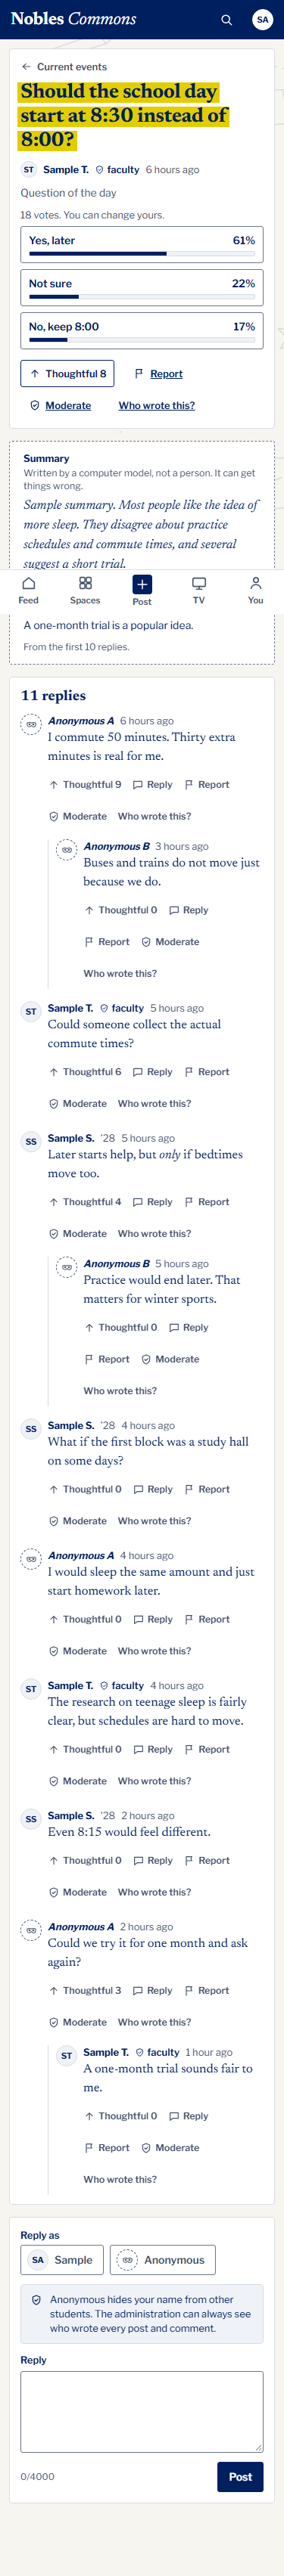 Nobles Commons
SA
Current events
Should the school day
start at 8:30 instead of
8:00?
ST Sample T. faculty 6 hours ago
Question of the day
18 votes. You can change yours.
Yes, later 61%
Not sure 22%
No, keep 8:00 17%
Thoughtful 8 Report
Moderate Who wrote this?
Summary
Written by a computer model, not a person. It can get
things wrong.
Sample summary. Most people like the idea of
more sleep. They disagree about practice
schedules and commute times, and several
suggest a short trial.
Feed Spaces Post TV You
A one-month trial is a popular idea.
From the first 10 replies.
11 replies
Anonymous A 6 hours ago
I commute 50 minutes. Thirty extra
minutes is real for me.
Thoughtful 9 Reply Report
Moderate Who wrote this?
Anonymous B 3 hours ago
Buses and trains do not move just
because we do.
Thoughtful 0 Reply
Report Moderate
Who wrote this?
ST Sample T. faculty 5 hours ago
Could someone collect the actual
commute times?
Thoughtful 6 Reply Report
Moderate Who wrote this?
SS Sample S. '28 5 hours ago
Later starts help, but only if bedtimes
move too.
Thoughtful 4 Reply Report
Moderate Who wrote this?
Anonymous B 5 hours ago
Practice would end later. That
matters for winter sports.
Thoughtful 0 Reply
Report Moderate
Who wrote this?
SS Sample S. '28 4 hours ago
What if the first block was a study hall
on some days?
Thoughtful 0 Reply Report
Moderate Who wrote this?
Anonymous A 4 hours ago
I would sleep the same amount and just
start homework later.
Thoughtful 0 Reply Report
Moderate Who wrote this?
ST Sample T. faculty 4 hours ago
The research on teenage sleep is fairly
clear, but schedules are hard to move.
Thoughtful 0 Reply Report
Moderate Who wrote this?
SS Sample S. '28 2 hours ago
Even 8:15 would feel different.
Thoughtful 0 Reply Report
Moderate Who wrote this?
Anonymous A 2 hours ago
Could we try it for one month and ask
again?
Thoughtful 3 Reply Report
Moderate Who wrote this?
ST Sample T. faculty 1 hour ago
A one-month trial sounds fair to
me.
Thoughtful 0 Reply
Report Moderate
Who wrote this?
Reply as
SA Sample Anonymous
Anonymous hides your name from other
students. The administration can always see
who wrote every post and comment.
Reply
0/4000 Post